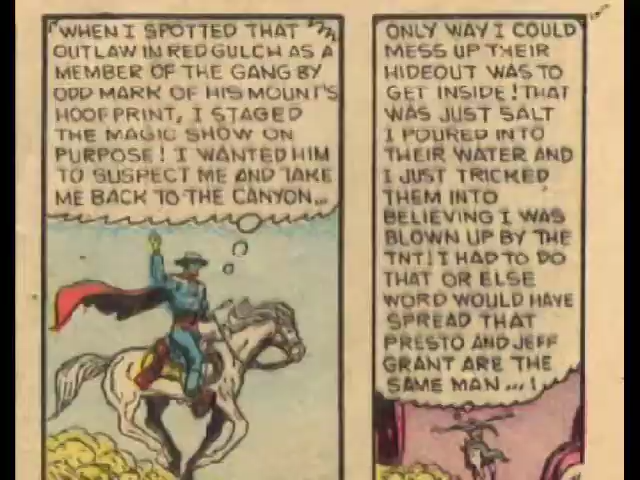 "WHEN I SPOTTED THAT
OUTLAW IN RED GULCH AS A
MEMBER OF THE GANG BY
ODD MARK OF HIS MOUNT'S
HOOFPRINT, I STAGED
THE MAGIC SHOW ON
PURPOSE! I WANTED HIM
TO SUSPECT ME AND TAKE
ME BACK TO THE CANYON...
ONLY WAY I COULD
MESS UP THEIR
HIDEOUT WAS TO
GET INSIDE! THAT
WAS JUST SALT
I POURED INTO
THEIR WATER AND
I JUST TRICKED
THEM INTO
BELIEVING I WAS
BLOWN UP BY THE
TNT! I HAD TO DO
THAT OR ELSE
WORD WOULD HAVE
SPREAD THAT
PRESTO AND JEFF
GRANT ARE THE
SAME MAN...!